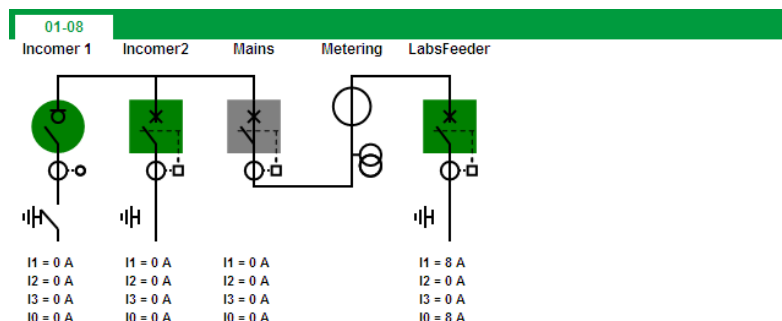 01-08
Incomer 1 Incomer2 Mains Metering LabsFeeder
I1 = 0 A I1 = 0 A I1 = 0 A I1 = 8 A
I2 = 0 A I2 = 0 A I2 = 0 A I2 = 0 A
I3 = 0 A I3 = 0 A I3 = 0 A I3 = 0 A
I0 = 0 A I0 = 0 A I0 = 0 A I0 = 8 A